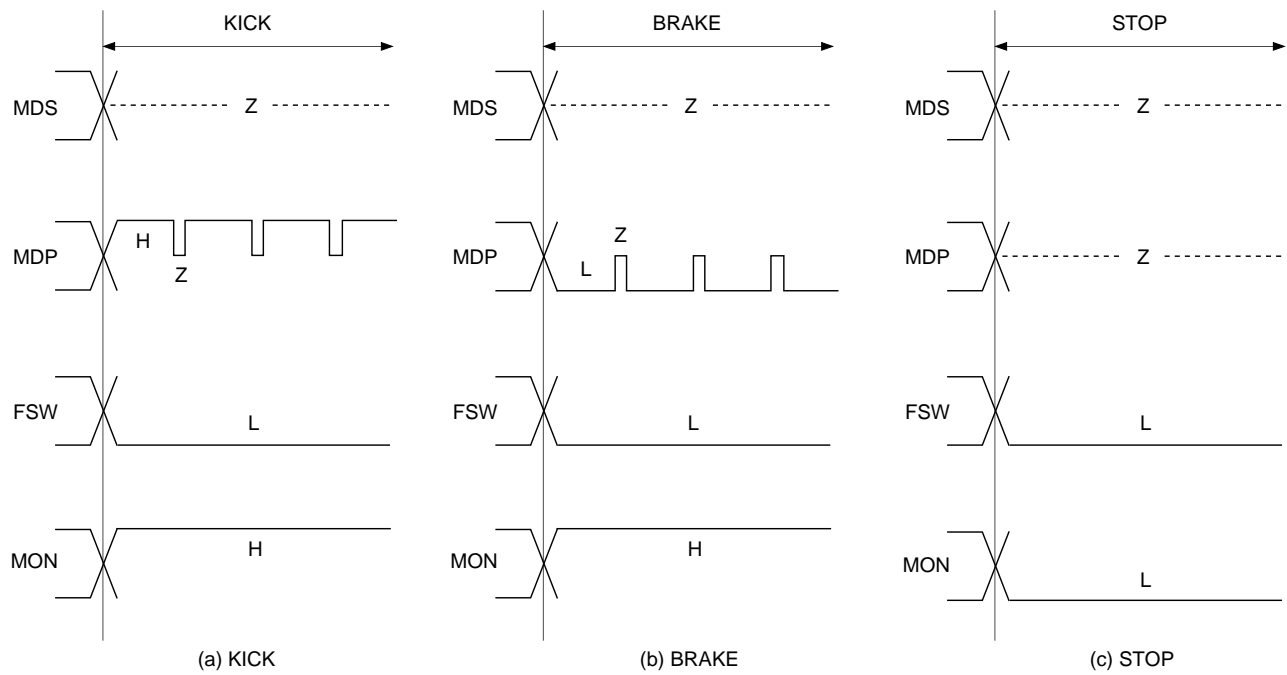 KICK
MDS
Z
MDP
H
Z
FSW
L
MON
H
(a) KICK
BRAKE
MDS
Z
MDP
Z
L
FSW
L
MON
H
(b) BRAKE
STOP
MDS
Z
MDP
Z
FSW
L
MON
L
(c) STOP